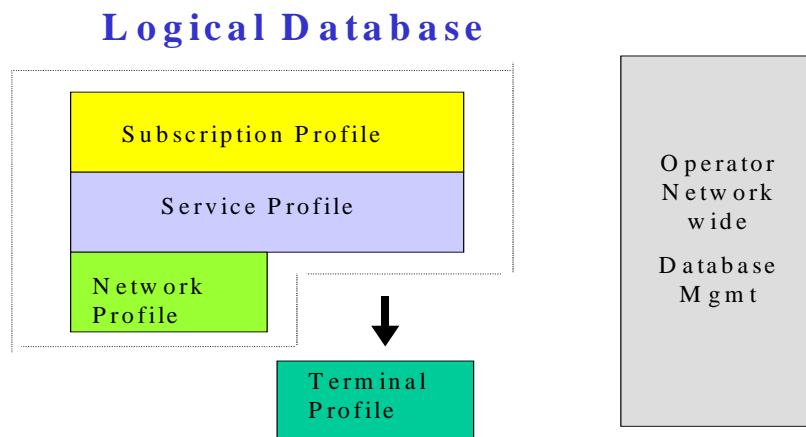 Logical Database
Subscription Profile
Service Profile
Network
Profile
Terminal
Profile
Operator
Network
wide
Database
Mgmt